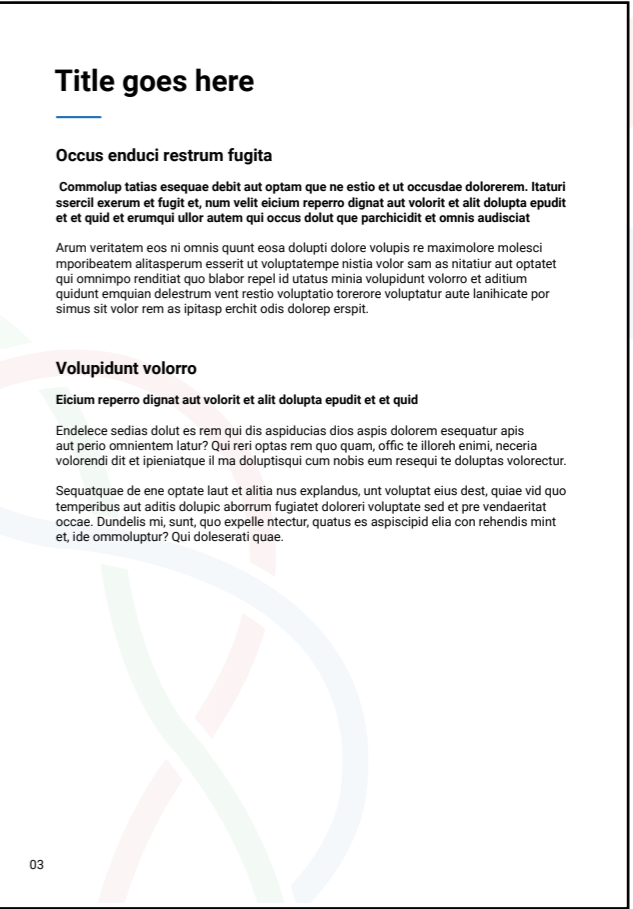 Title goes here
Occus enduci restrum fugita
Commolup tatias esequae debit aut optam que ne estio et ut occusdae dolorerem. Itaturi
ssercil exerum et fugit et, num velit eicium reperro dignat aut volorit et alit dolupta epudit
et et quid et erumqui ullor autem qui occus dolut que parchicidit et omnis audisciat
Arum veritatem eos ni omnis quunt eosa dolupti dolore volupis re maximolore molesci
mporibeatem alitasperum esserit ut voluptatempe nistia volor sam as nitatiur aut optatet
qui omnimpo renditiat quo blabor repel id utatus minia volupidunt volorro et aditium
quidunt emquian delestrum vent restio voluptatio torerore voluptatur aute lanihicate por
simus sit volor rem as ipitasp erchit odis dolorep erspit.
Volupidunt volorro
Eicium reperro dignat aut volorit et alit dolupta epudit et et quid
Endelece sedias dolut es rem qui dis aspiducias dios aspis dolorem esequatur apis
aut perio omnientem latur? Qui reri optas rem quo quam, offic te illoreh enimi, neceria
volorendi dit et ipieniatque il ma doluptisqui cum nobis eum resequi te doluptas volorectur.
Sequatquae de ene optate laut et alitia nus explandus, unt voluptat eius dest, quiae vid quo
temperibus aut aditis dolupic aborrum fugiatet doloreri voluptate sed et pre vendaeritat
occae. Dundelis mi, sunt, quo expelle ntectur, quatus es aspiscipid elia con rehendis mint
et, ide ommoluptur? Qui doleserati quae.
03